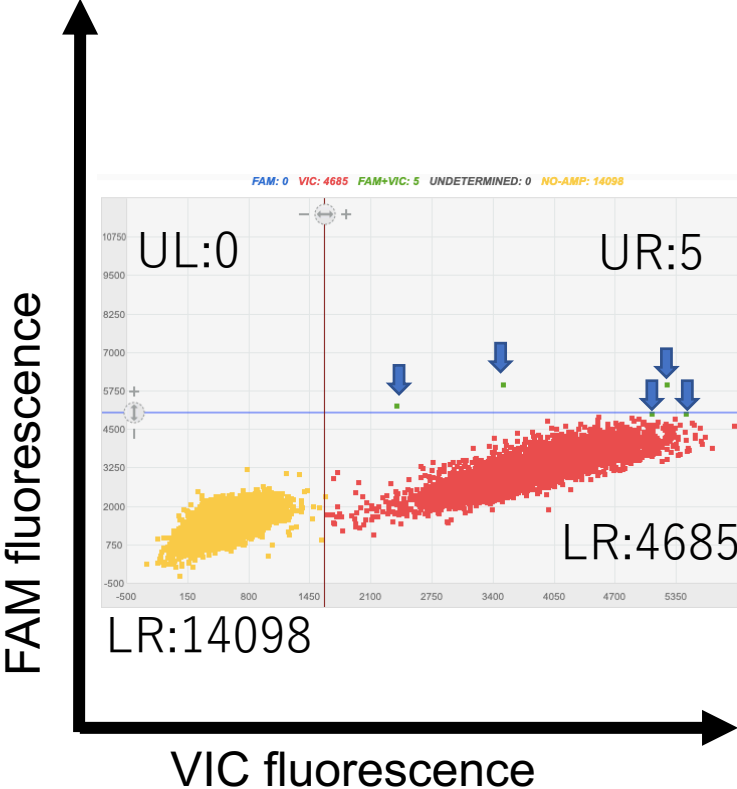 FAM: 0 VIC: 4685 FAM+VIC: 5 UNDETERMINED: 0 NO-AMP: 14098
UL:0
UR:5
10750
9500
8250
7000
5750
4500
3250
2000
750
-500
LR:4685
-500 150 800 1450 2100 2750 3400 4050 4700 5350
LR:14098
FAM fluorescence
VIC fluorescence